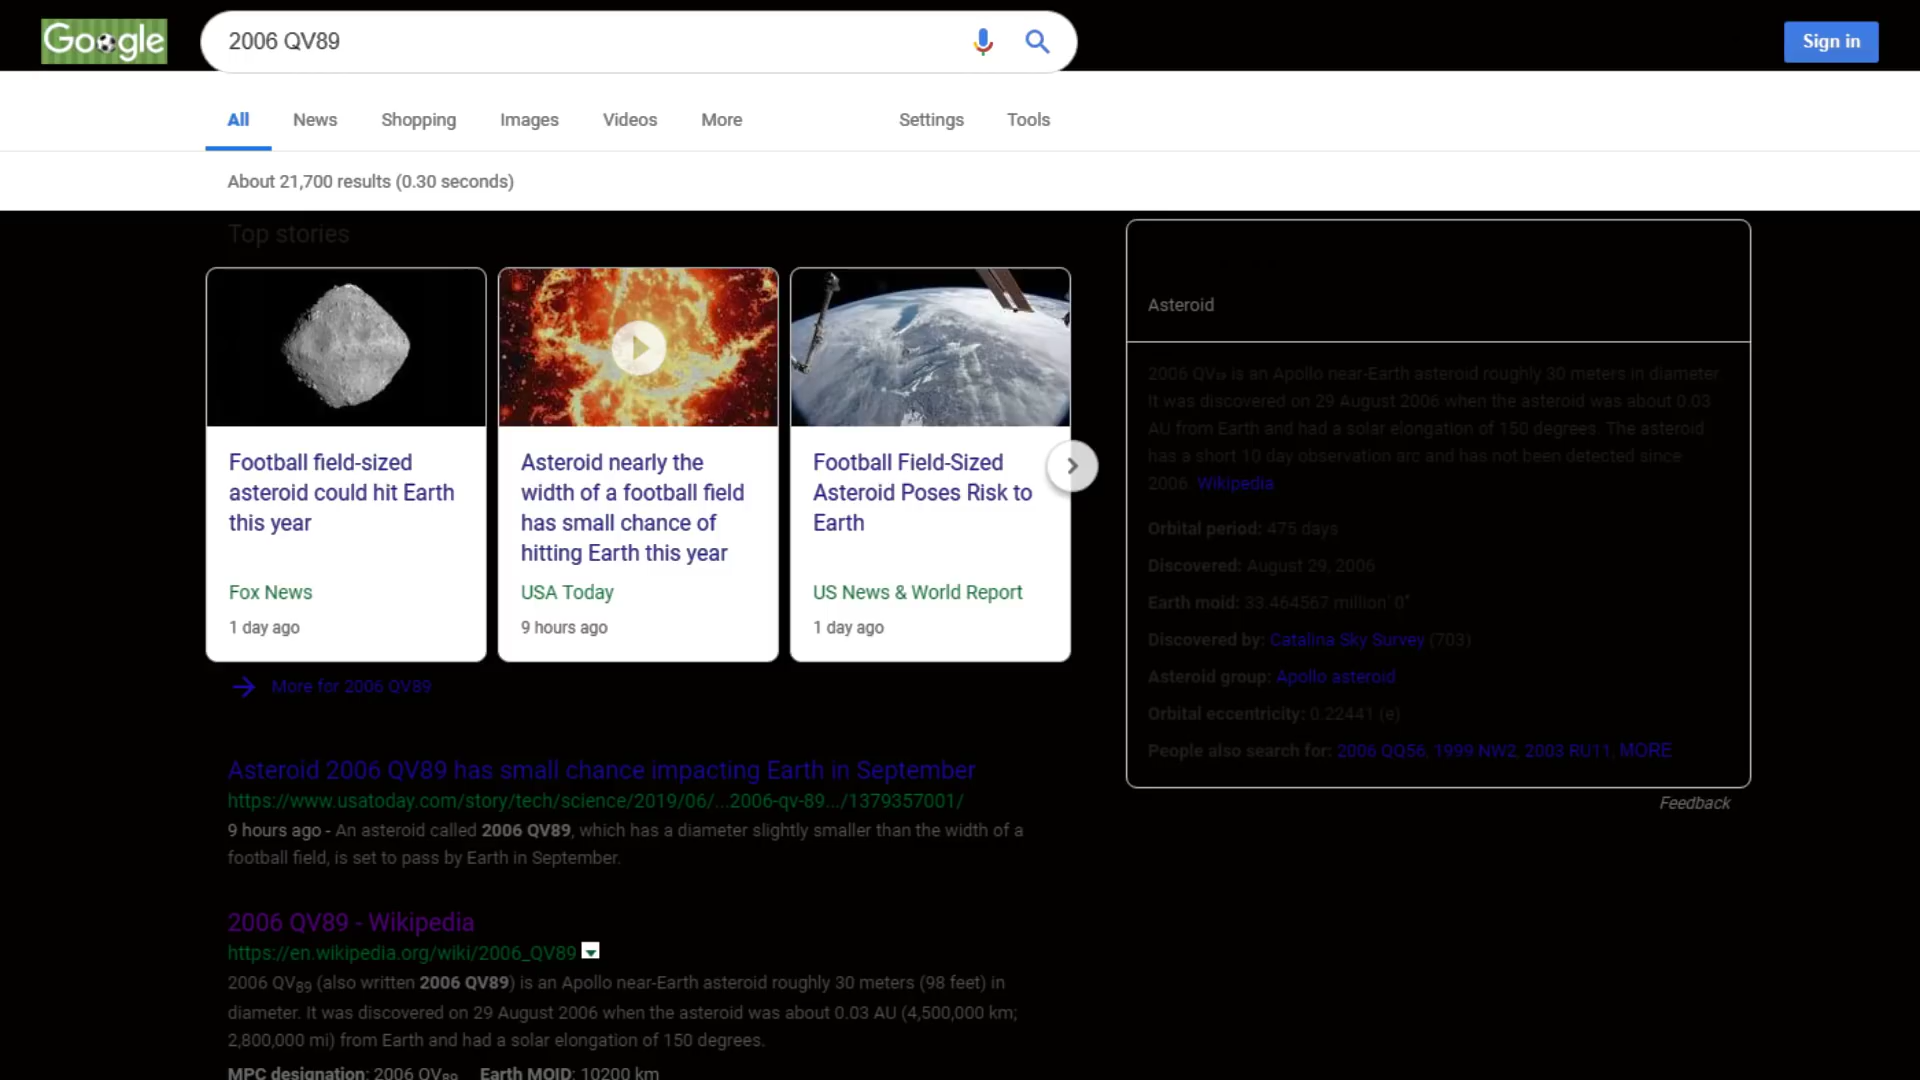 Google
2006 QV89
Sign in
All News Shopping Images Videos More Settings Tools
About 21,700 results (0.30 seconds)
Top stories
Football field-sized
asteroid could hit Earth
this year
Fox News
1 day ago
Asteroid nearly the
width of a football field
has small chance of
hitting Earth this year
USA Today
9 hours ago
Football Field-Sized
Asteroid Poses Risk to
Earth
US News & World Report
1 day ago
More for 2006 QV89
Asteroid 2006 QV89 has small chance impacting Earth in September
https://www.usatoday.com/story/tech/science/2019/06/...2006-qv-89.../1379357001/
9 hours ago - An asteroid called 2006 QV89, which has a diameter slightly smaller than the width of a
football field, is set to pass by Earth in September.
2006 QV89 - Wikipedia
https://en.wikipedia.org/wiki/2006_QV89
2006 QV89 (also written 2006 QV89) is an Apollo near-Earth asteroid roughly 30 meters (98 feet) in
diameter. It was discovered on 29 August 2006 when the asteroid was about 0.03 AU (4,500,000 km;
2,800,000 mi) from Earth and had a solar elongation of 150 degrees.
MPC designation: 2006 QV89 Earth MOID: 10200 km
Asteroid
2006 QV₈₉ is an Apollo near-Earth asteroid roughly 30 meters in diameter.
It was discovered on 29 August 2006 when the asteroid was about 0.03
AU from Earth and had a solar elongation of 150 degrees. The asteroid
has a short 10 day observation arc and has not been detected since
2006. Wikipedia
Orbital period: 475 days
Discovered: August 29, 2006
Earth moid: 33.464567 million′ 0″
Discovered by: Catalina Sky Survey (703)
Asteroid group: Apollo asteroid
Orbital eccentricity: 0.22441 (e)
People also search for: 2006 QQ56, 1999 NW2, 2003 RU11, MORE
Feedback